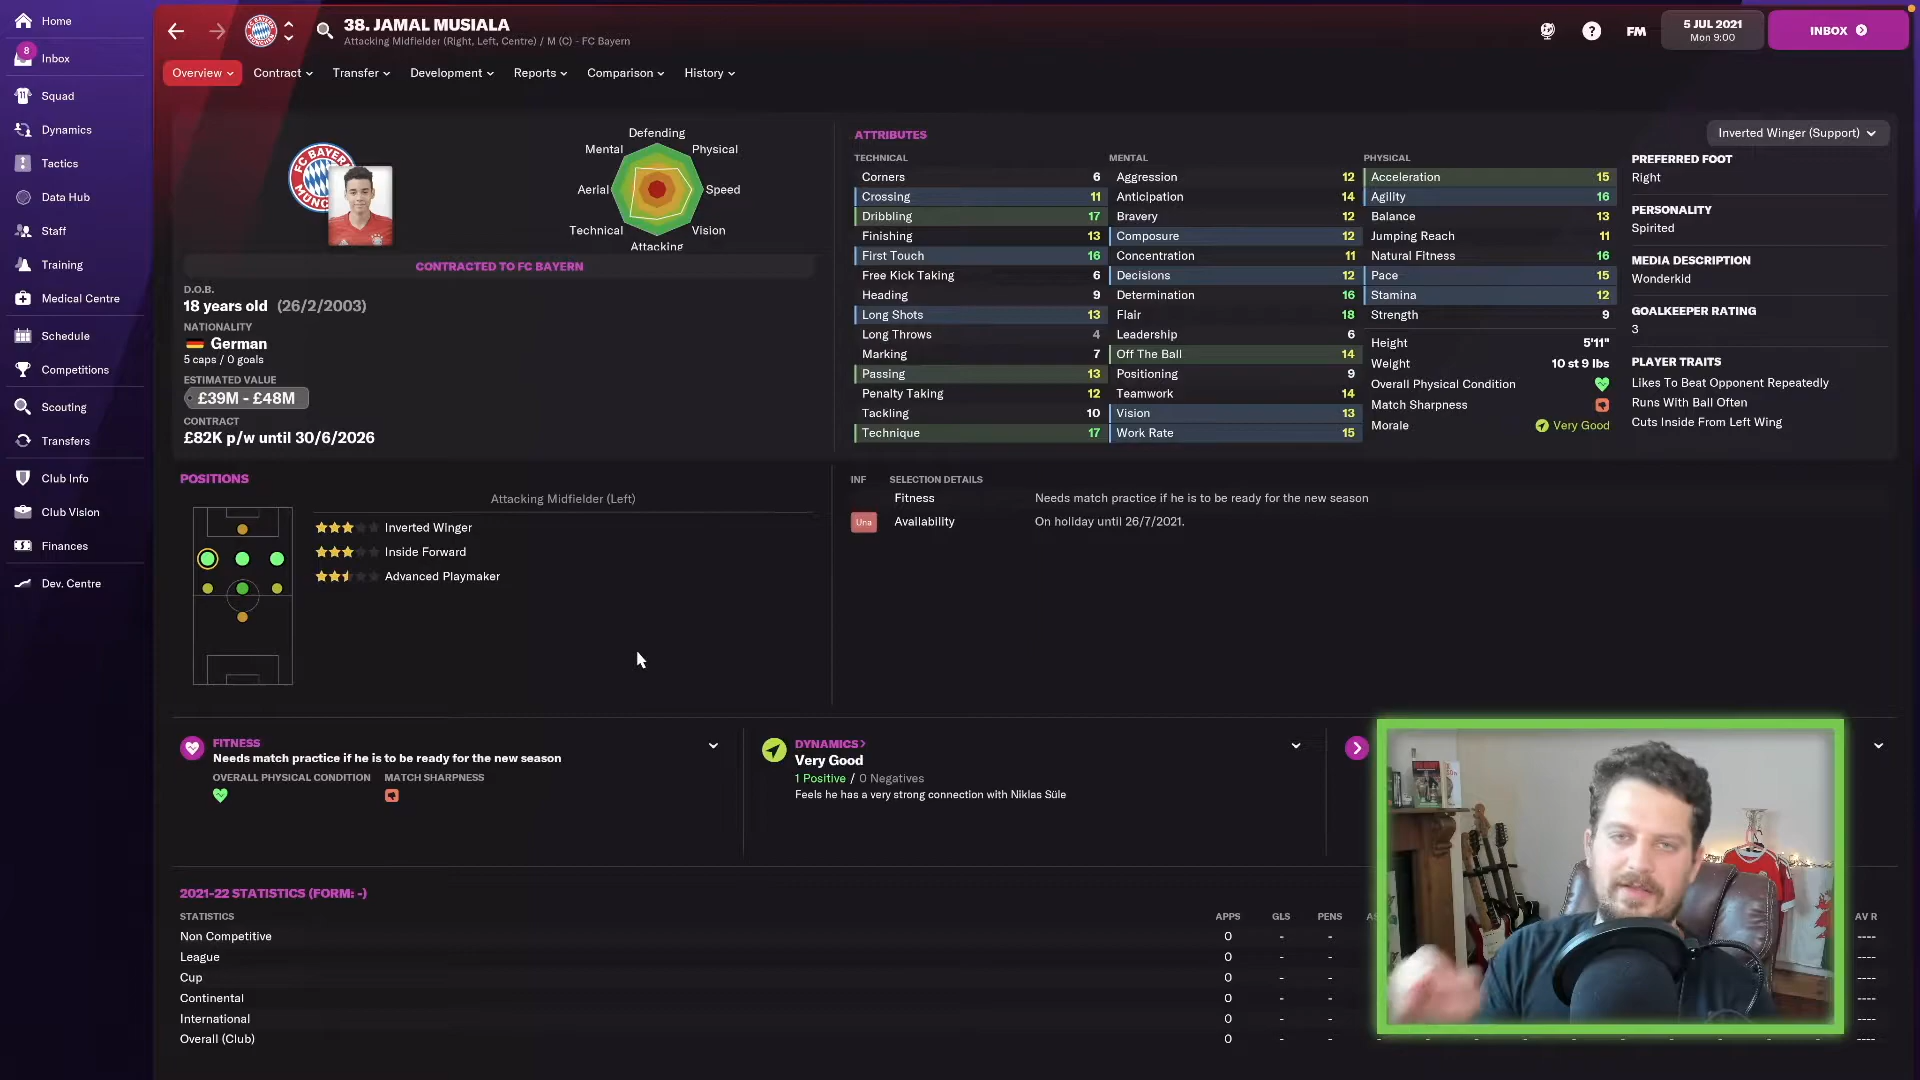 Home
8
Inbox
Squad
Dynamics
Tactics
Data Hub
Staff
Training
Medical Centre
Schedule
Competitions
Scouting
Transfers
Club Info
Club Vision
Finances
Dev. Centre
38. JAMAL MUSIALA
Attacking Midfielder (Right, Left, Centre) / M (C) - FC Bayern
FM
5 JUL 2021
Mon 9:00
INBOX
Overview
Contract
Transfer
Development
Reports
Comparison
History
FC BAYERN
Defending
Mental
Physical
Aerial
Speed
Technical
Vision
Attacking
CONTRACTED TO FC BAYERN
D.O.B.
18 years old (26/2/2003)
NATIONALITY
German
5 caps / 0 goals
ESTIMATED VALUE
£39M - £48M
CONTRACT
£82K p/w until 30/6/2026
ATTRIBUTES
Inverted Winger (Support)
TECHNICAL
Corners 6
Crossing 11
Dribbling 17
Finishing 13
First Touch 16
Free Kick Taking 6
Heading 9
Long Shots 13
Long Throws 4
Marking 7
Passing 13
Penalty Taking 12
Tackling 10
Technique 17
MENTAL
Aggression 12
Anticipation 14
Bravery 12
Composure 12
Concentration 11
Decisions 12
Determination 16
Flair 18
Leadership 6
Off The Ball 14
Positioning 9
Teamwork 14
Vision 13
Work Rate 15
PHYSICAL
Acceleration 15
Agility 16
Balance 13
Jumping Reach 11
Natural Fitness 16
Pace 15
Stamina 12
Strength 9
Height 5'11"
Weight 10 st 9 lbs
Overall Physical Condition
Match Sharpness
Morale Very Good
PREFERRED FOOT
Right
PERSONALITY
Spirited
MEDIA DESCRIPTION
Wonderkid
GOALKEEPER RATING
3
PLAYER TRAITS
Likes To Beat Opponent Repeatedly
Runs With Ball Often
Cuts Inside From Left Wing
POSITIONS
Attacking Midfielder (Left)
Inverted Winger
Inside Forward
Advanced Playmaker
INF SELECTION DETAILS
Fitness Needs match practice if he is to be ready for the new season
Una Availability On holiday until 26/7/2021.
FITNESS
Needs match practice if he is to be ready for the new season
OVERALL PHYSICAL CONDITION MATCH SHARPNESS
DYNAMICS>
Very Good
1 Positive / 0 Negatives
Feels he has a very strong connection with Niklas Süle
2021-22 STATISTICS (FORM: -)
STATISTICS APPS GLS PENS AS AV R
Non Competitive 0 - - ----
League 0 - - ----
Cup 0 - - ----
Continental 0 - - ----
International 0 - - ----
Overall (Club) 0 - - - - - - - - - - - - ----